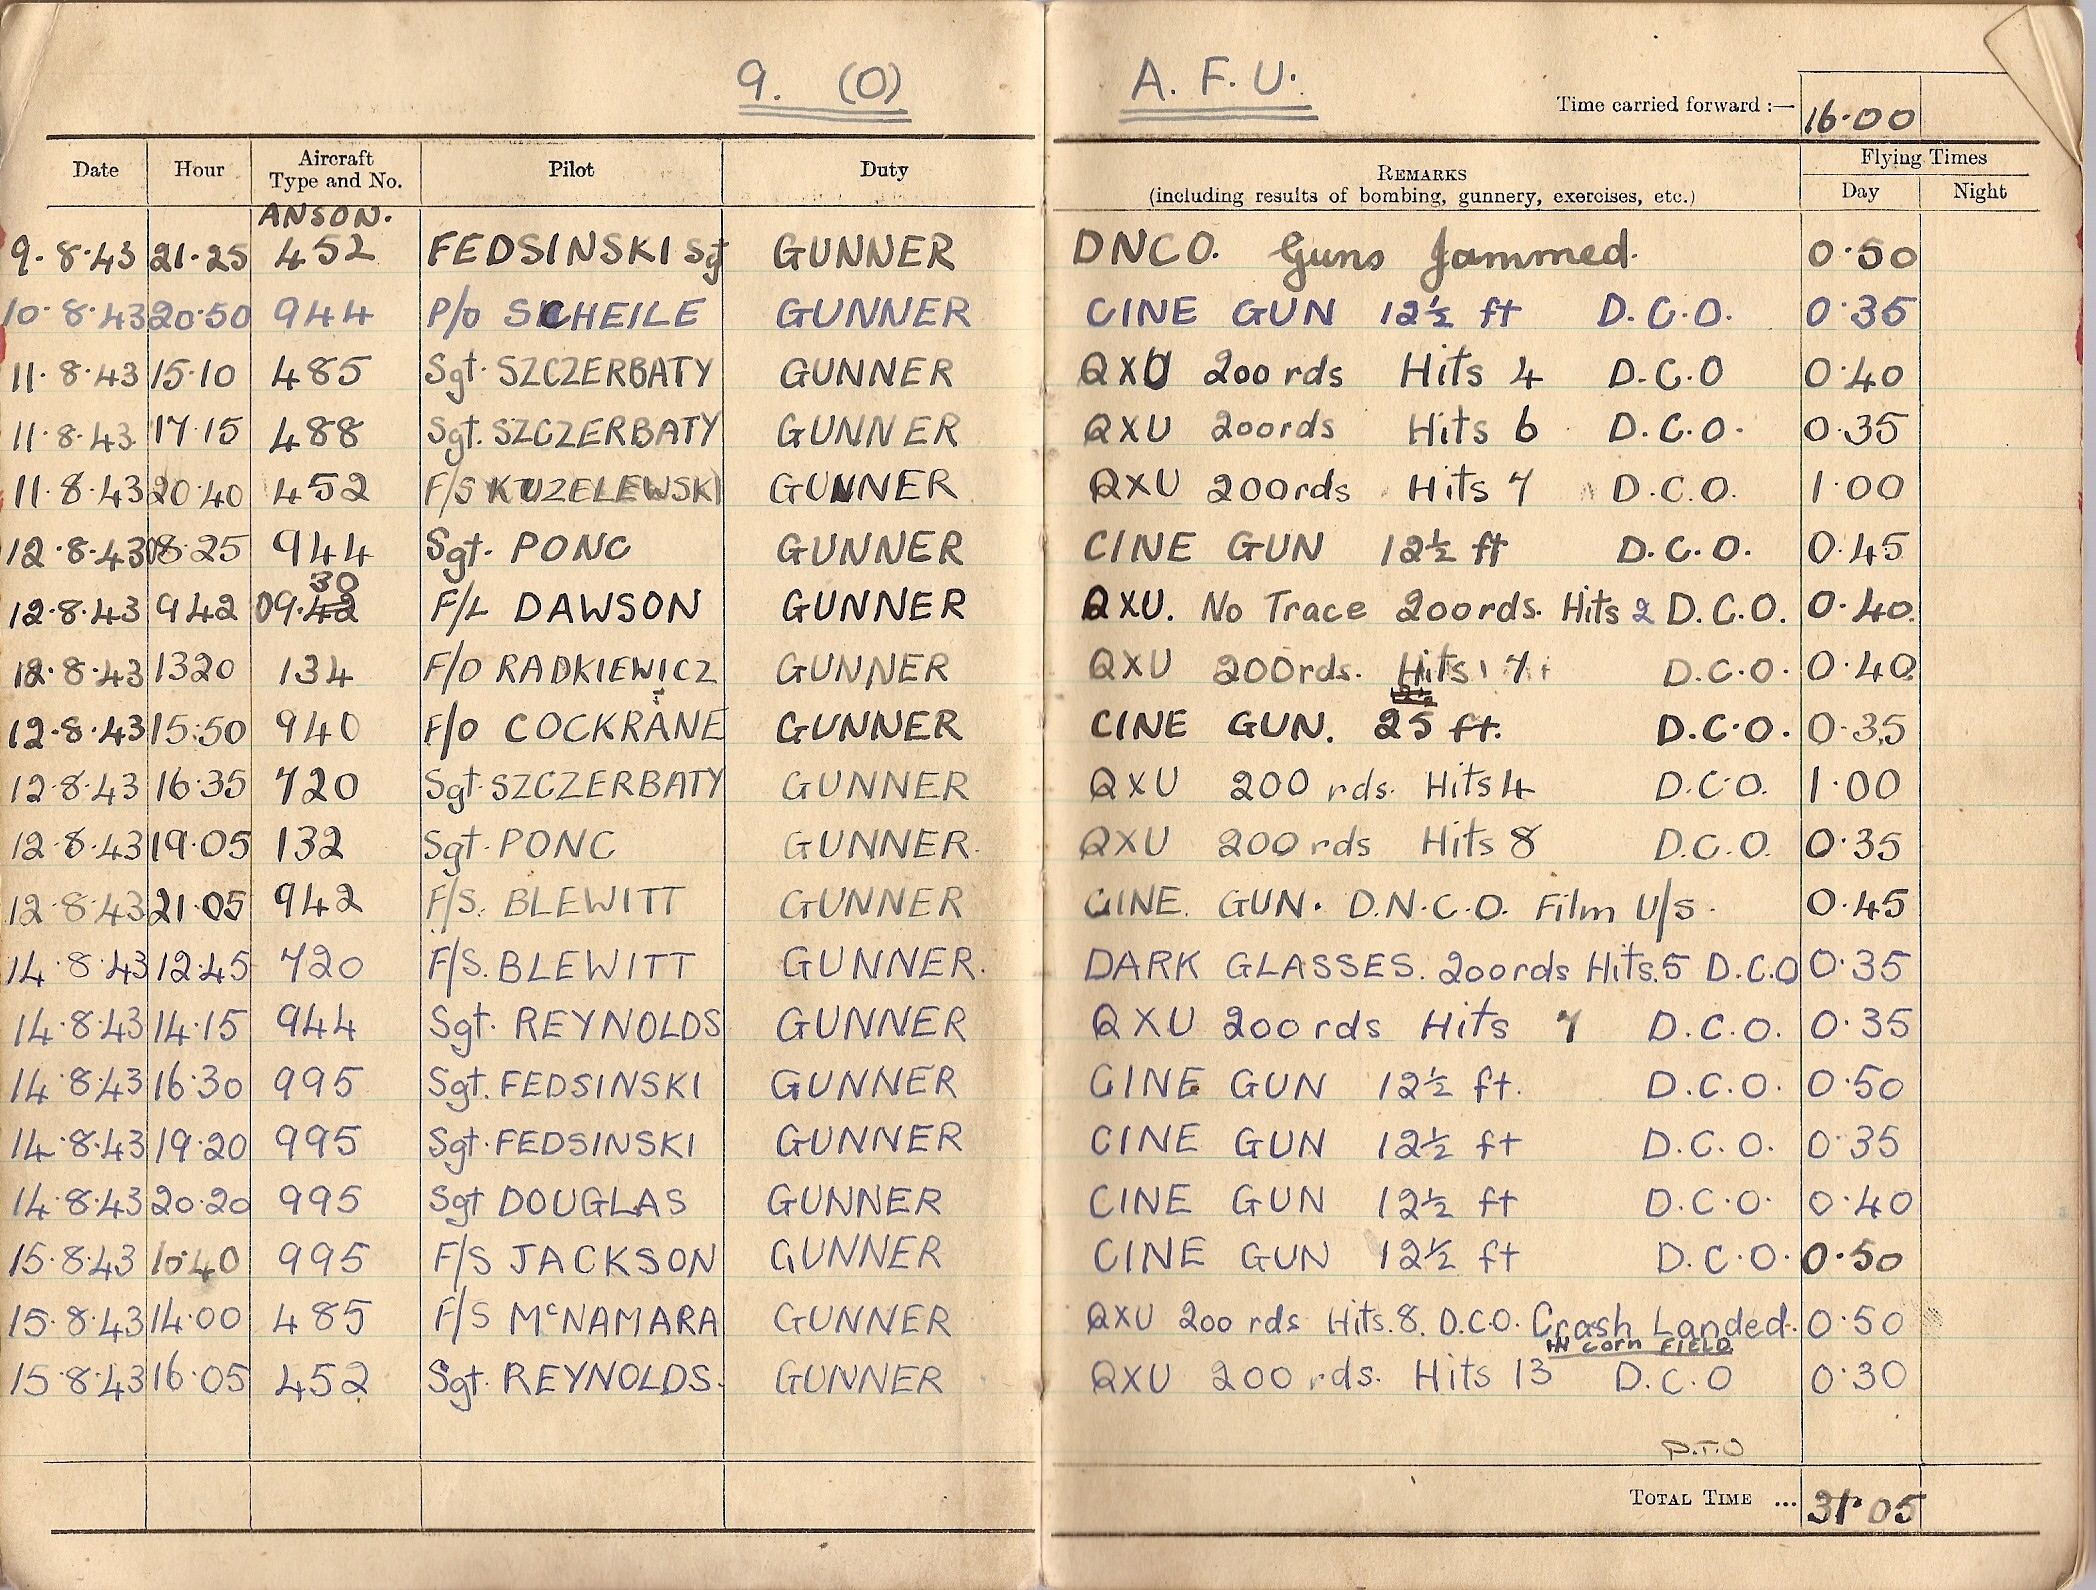 9. (O) A. F. U.
Time carried forward :— 16·00
Date Hour Aircraft Type and No. Pilot Duty REMARKS (including results of bombing, gunnery, exercises, etc.) Flying Times Day Night
ANSON.
9·8·43 21·25 452 FEDSINSKI Sgt GUNNER DNCO. Guns Jammed. 0·50
10·8·43 20·50 944 P/O SCHEILE GUNNER CINE GUN 12½ ft D.C.O. 0·35
11·8·43 15·10 485 Sgt. SZCZERBATY GUNNER QXU 200 rds Hits 4 D.C.O 0·40
11·8·43 17·15 488 Sgt. SZCZERBATY GUNNER QXU 200rds Hits 6 D.C.O. 0·35
11·8·43 20·40 452 F/S KUZELEWSKI GUNNER QXU 200rds Hits 7 D.C.O. 1·00
12·8·43 08·25 944 Sgt. PONC GUNNER CINE GUN 12½ ft D.C.O. 0·45
30
12·8·43 942 09·42 F/L DAWSON GUNNER QXU. No Trace 200rds. Hits 2 D.C.O. 0·40.
12·8·43 1320 134 F/O RADKIEWICZ GUNNER QXU 200rds. Hits 7 D.C.O. 0·40
12·8·43 15:50 940 F/O COCKRANE GUNNER CINE GUN. 25 ft. D.C.O. 0·35
12·8·43 16·35 720 Sgt. SZCZERBATY GUNNER QXU 200 rds. Hits 4 D.C.O. 1·00
12·8·43 19·05 132 Sgt. PONC GUNNER. QXU 200 rds Hits 8 D.C.O. 0·35
12·8·43 21·05 942 F/S. BLEWITT GUNNER CINE. GUN. D.N.C.O. Film U/S. 0·45
14·8·43 12·45 720 F/S. BLEWITT GUNNER. DARK GLASSES. 200rds Hits.5 D.C.O 0·35
14·8·43 14·15 944 Sgt. REYNOLDS GUNNER QXU 200 rds Hits 7 D.C.O. 0·35
14·8·43 16·30 995 Sgt. FEDSINSKI GUNNER CINE GUN 12½ ft. D.C.O. 0·50
14·8·43 19·20 995 Sgt. FEDSINSKI GUNNER CINE GUN 12½ ft D.C.O. 0·35
14·8·43 20·20 995 Sgt DOUGLAS GUNNER CINE GUN 12½ ft D.C.O. 0·40
15·8·43 10·40 995 F/S JACKSON GUNNER CINE GUN 12½ ft D.C.O. 0·50
15·8·43 14·00 485 F/S McNAMARA GUNNER QXU 200 rds Hits.8. D.C.O. Crash Landed. 0·50
IN CORN FIELD
15·8·43 16·05 452 Sgt. REYNOLDS. GUNNER QXU 200 rds. Hits 13 D.C.O 0·30
P.T.O
TOTAL TIME ... 31·05